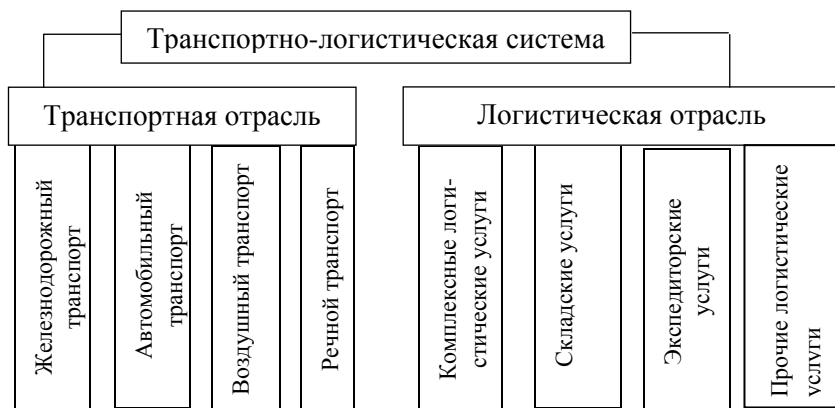 Транспортно-логистическая система
Транспортная отрасль
Логистическая отрасль
Железнодорожный
транспорт
Автомобильный
транспорт
Воздушный транспорт
Речной транспорт
Комплексные логи-
стические услуги
Складские услуги
Экспедиторские
услуги
Прочие логистические
услуги